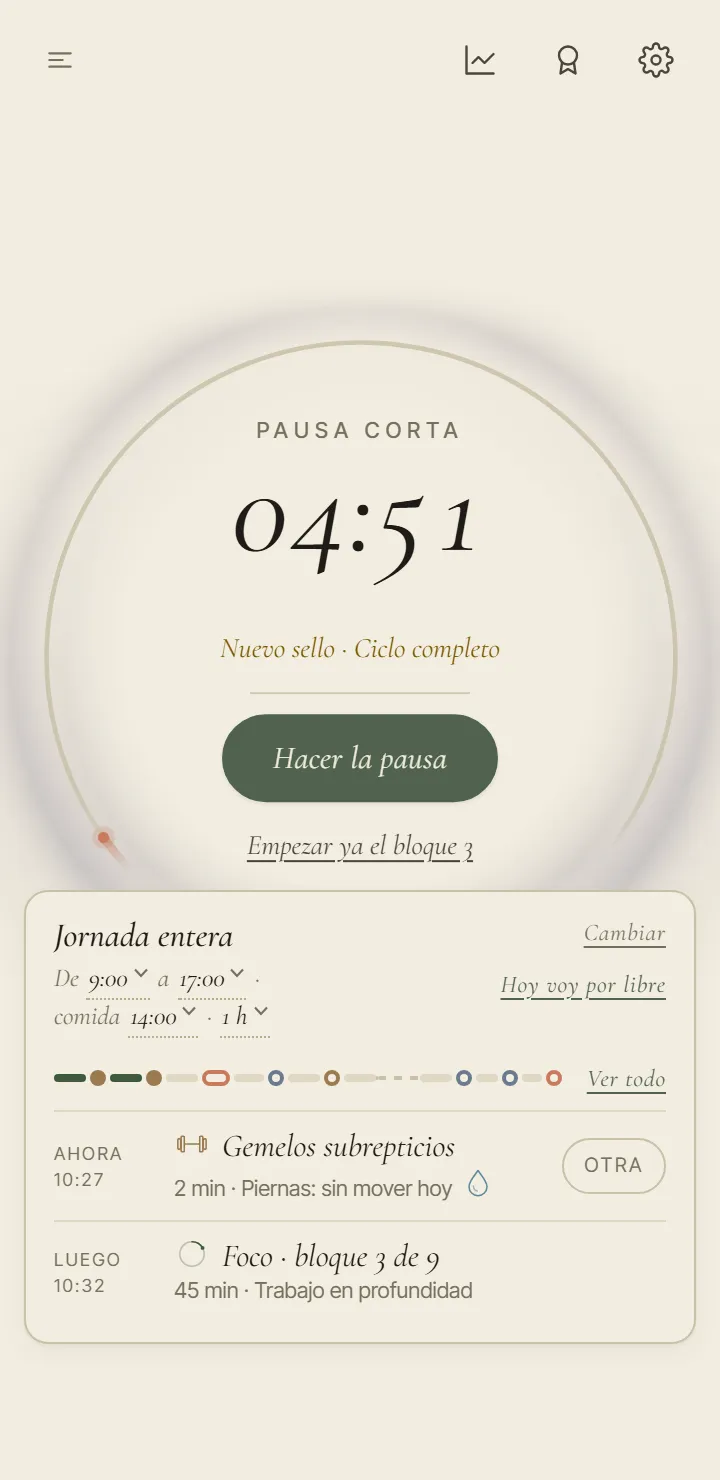 PAUSA CORTA
04:51
Nuevo sello · Ciclo completo
Hacer la pausa
Empezar ya el bloque 3
Jornada entera
Cambiar
De 9:00 a 17:00 ·
Hoy voy por libre
comida 14:00 · 1 h
Ver todo
AHORA
10:27
Gemelos subrepticios
2 min · Piernas: sin mover hoy
OTRA
LUEGO
10:32
Foco · bloque 3 de 9
45 min · Trabajo en profundidad